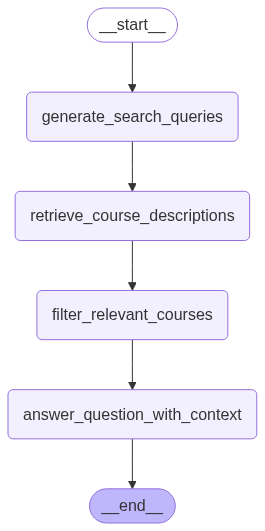 __start__
generate_search_queries
retrieve_course_descriptions
filter_relevant_courses
answer_question_with_context
__end__